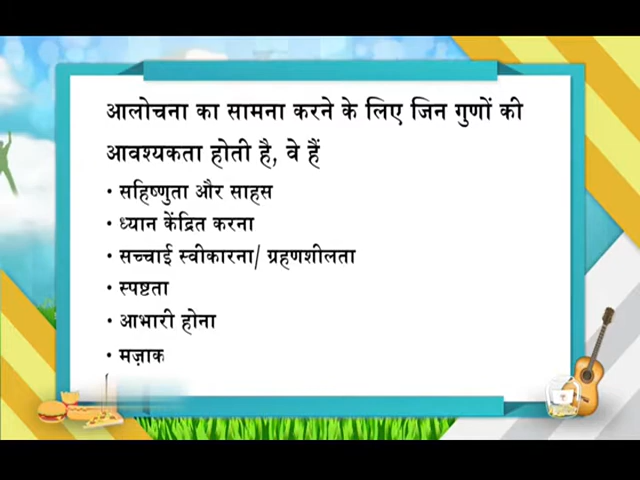 आलोचना का सामना करने के लिए जिन गुणों की
आवश्यकता होती है, वे हैं
• सहिष्णुता और साहस
• ध्यान केंद्रित करना
• सच्चाई स्वीकारना/ ग्रहणशीलता
• स्पष्टता
• आभारी होना
• मज़ाक